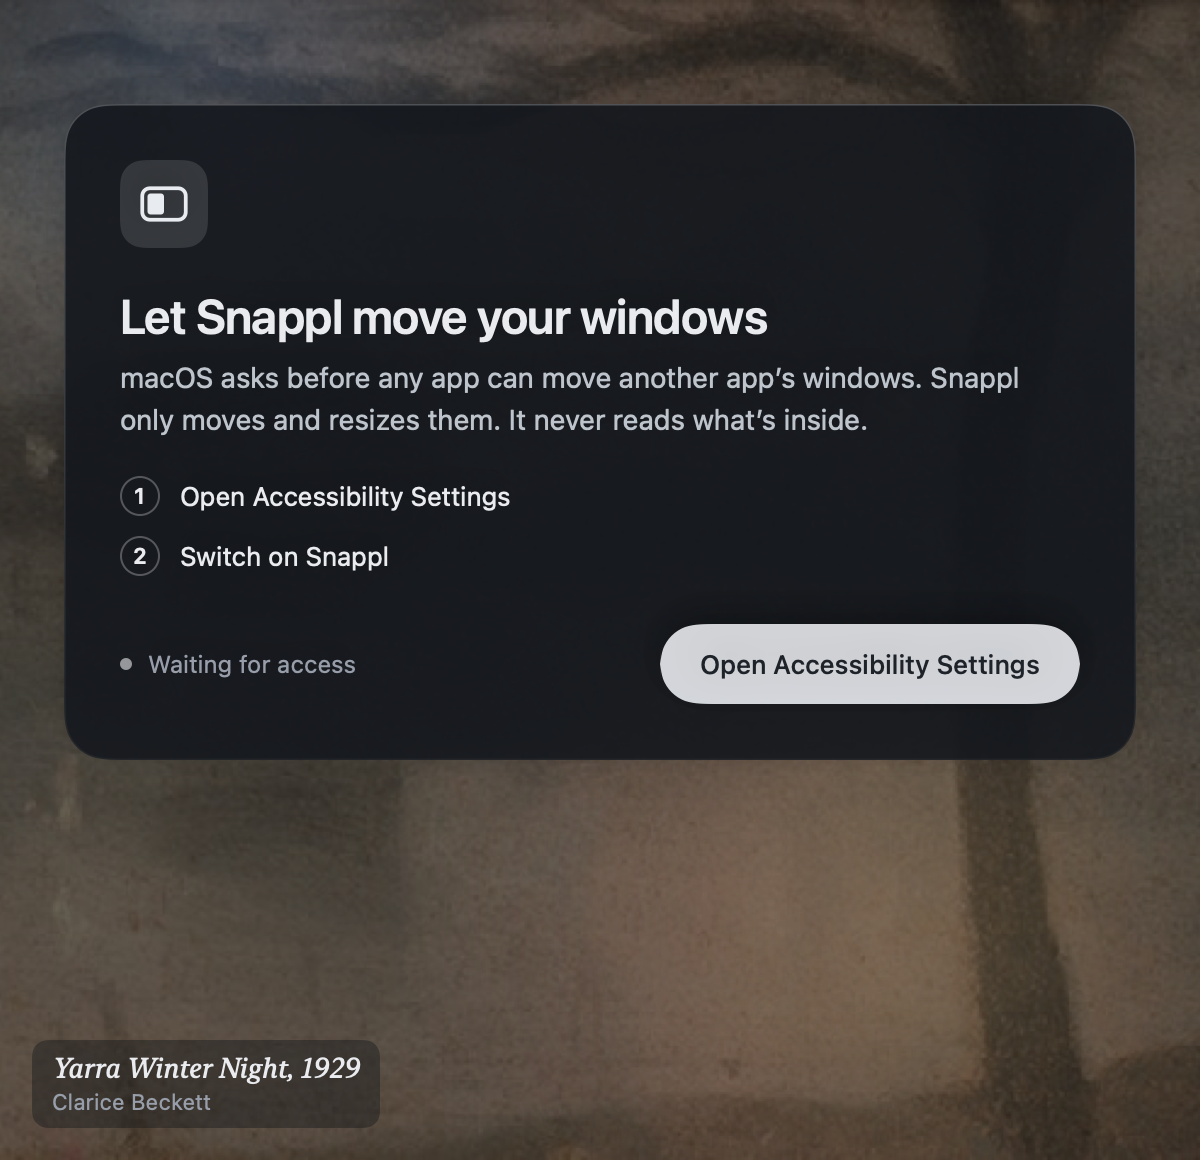 Let Snappl move your windows
macOS asks before any app can move another app’s windows. Snappl
only moves and resizes them. It never reads what’s inside.
1 Open Accessibility Settings
2 Switch on Snappl
Waiting for access
Open Accessibility Settings
Yarra Winter Night, 1929
Clarice Beckett